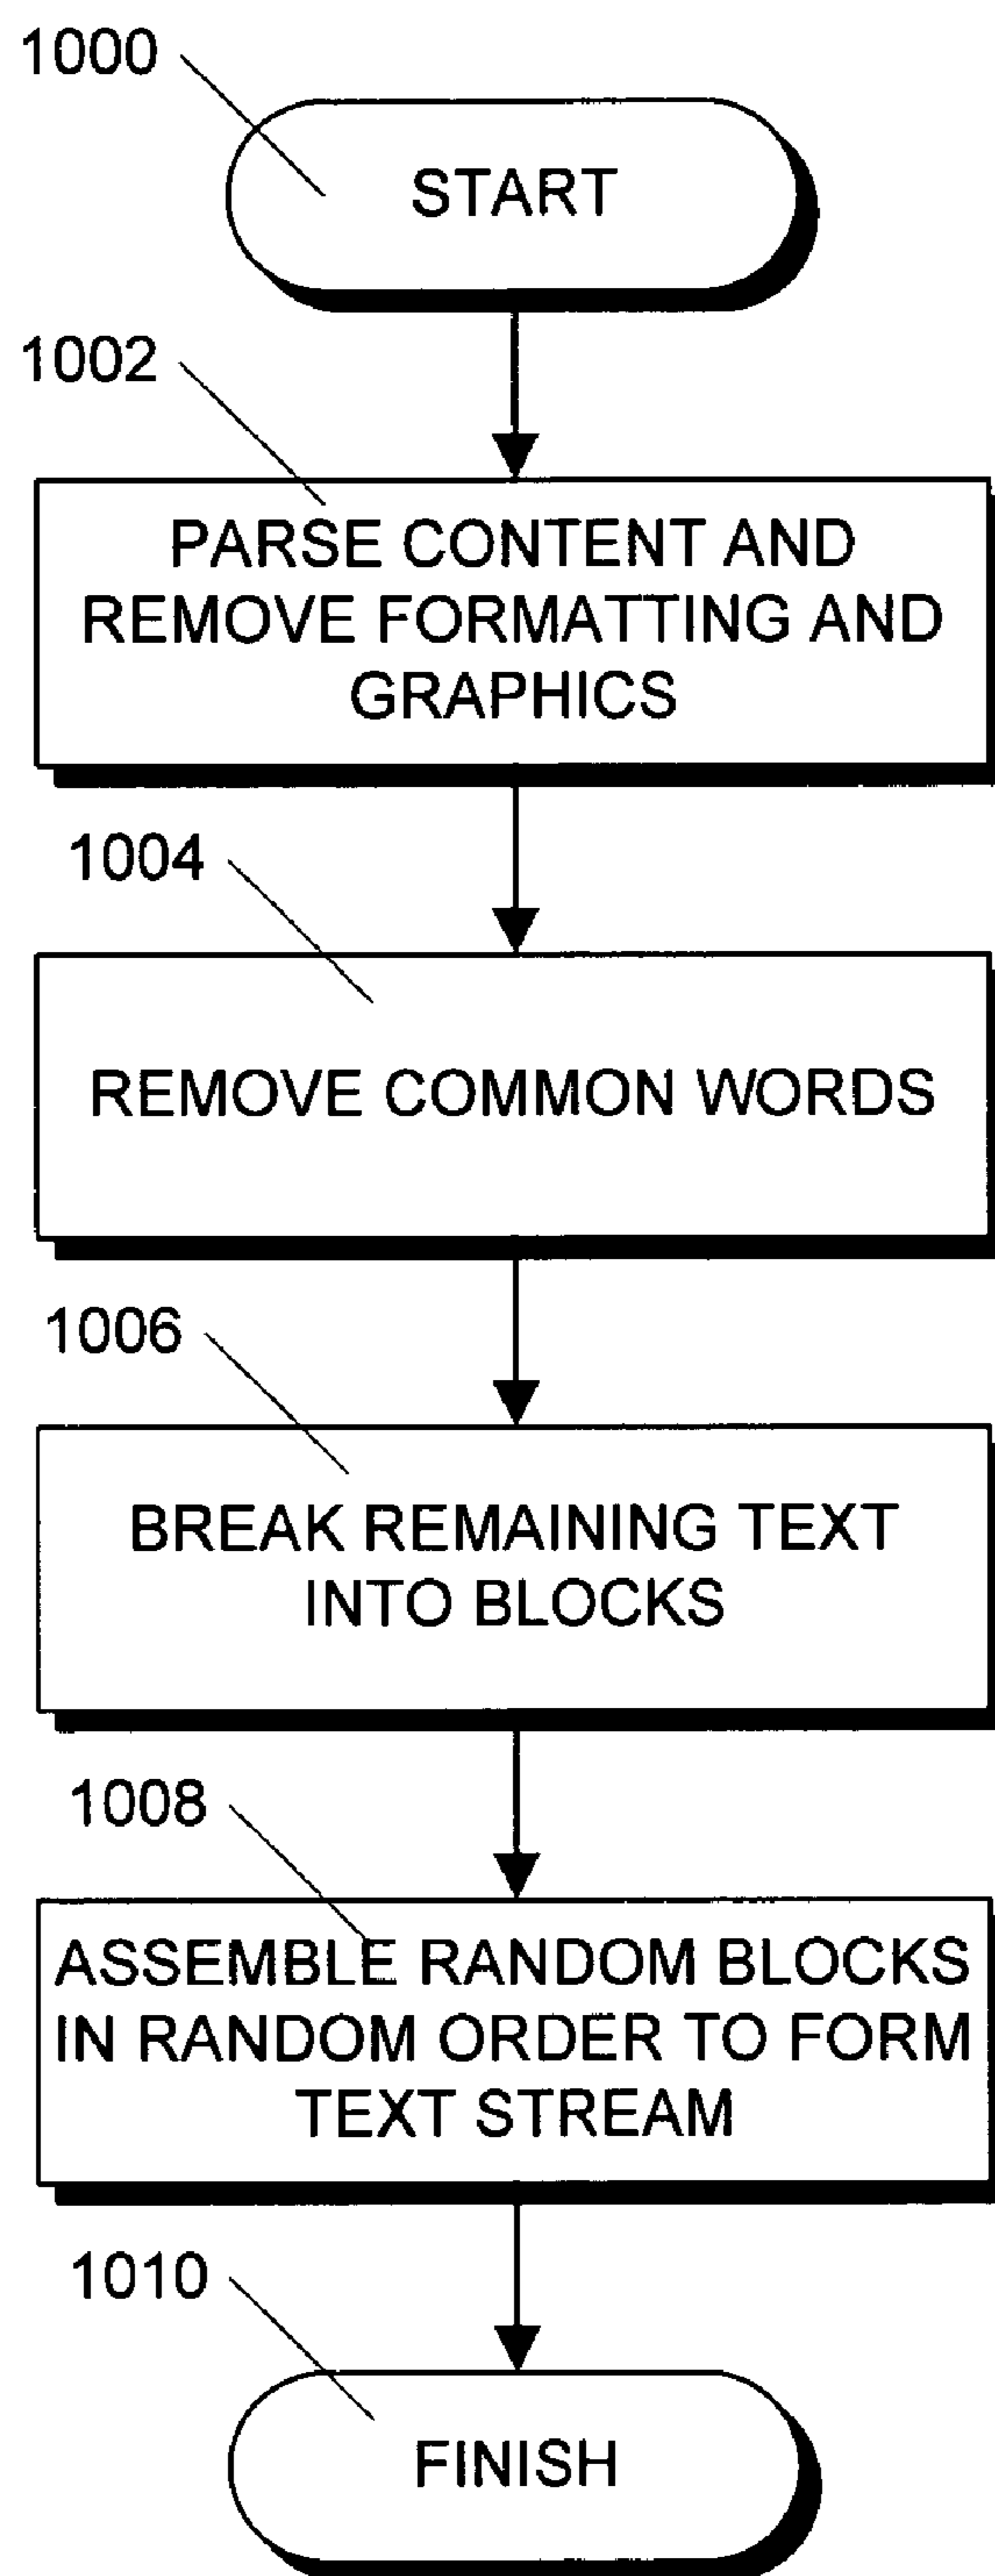 1000
START
1002
PARSE CONTENT AND
REMOVE FORMATTING AND
GRAPHICS
1004
REMOVE COMMON WORDS
1006
BREAK REMAINING TEXT
INTO BLOCKS
1008
ASSEMBLE RANDOM BLOCKS
IN RANDOM ORDER TO FORM
TEXT STREAM
1010
FINISH